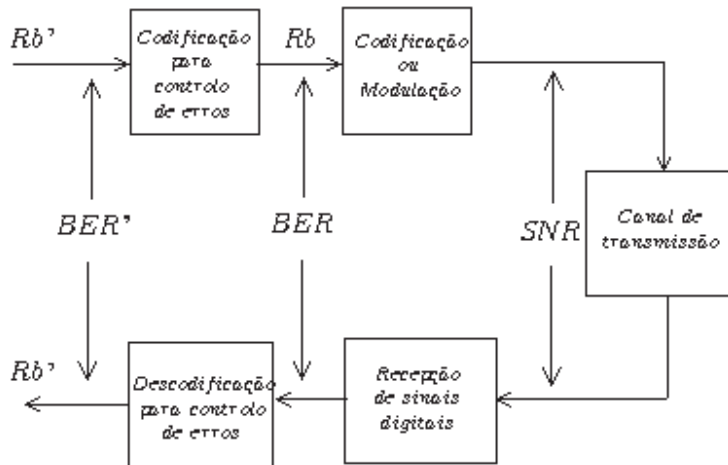 Rb'
Codificação
para
controlo
de erros
Rb
Codificação
ou
Modulação
BER'
BER
SNR
Canal de
transmissão
Rb'
Descodificação
para controlo
de erros
Recepção
de sinais
digitais